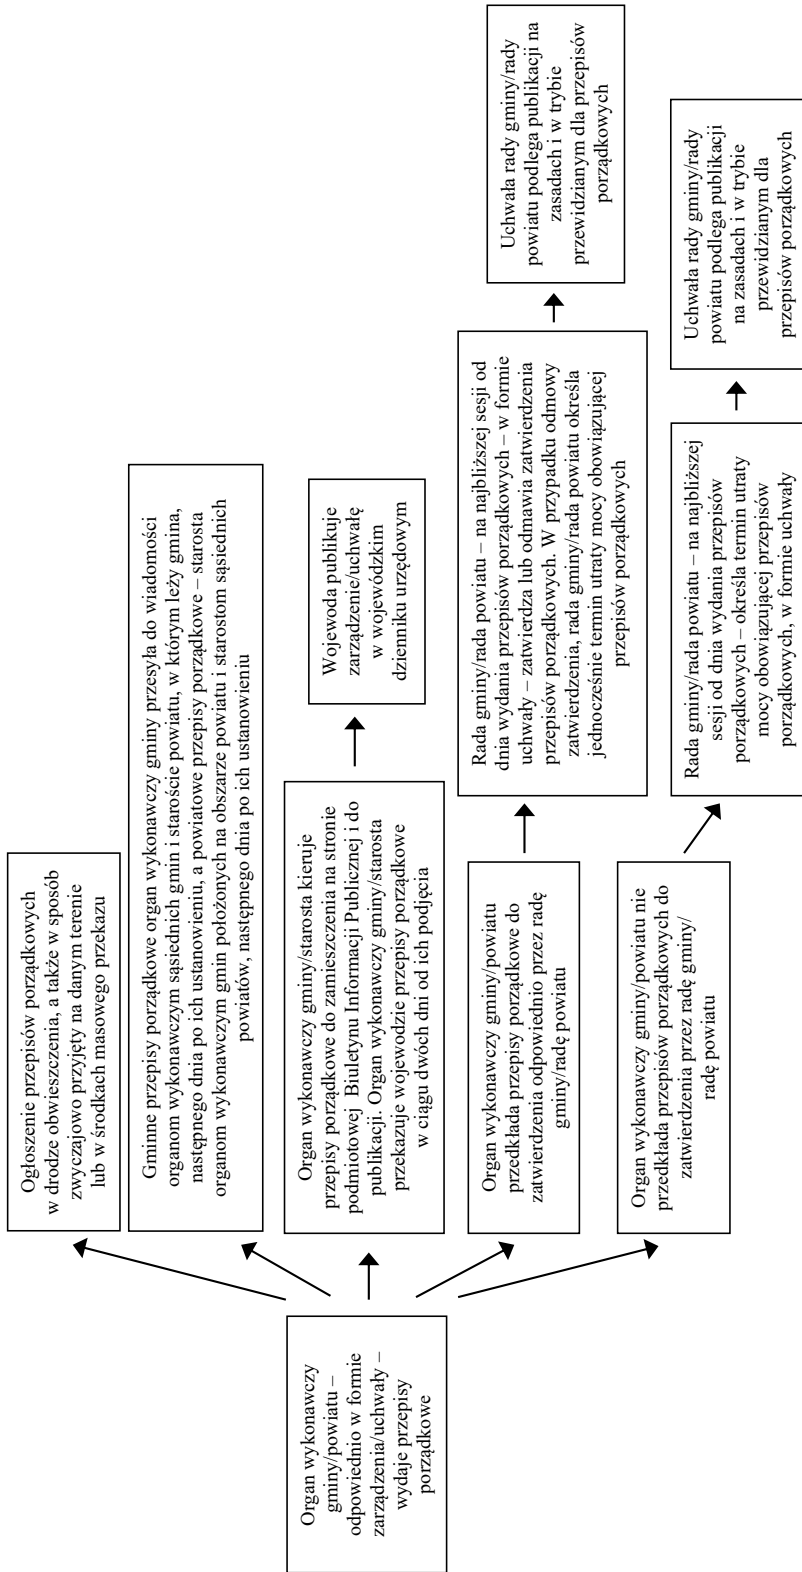 Organ wykonawczy
gminy/powiatu –
odpowiednio w formie
zarządzenia/uchwały –
wydaje przepisy
porządkowe
Ogłoszenie przepisów porządkowych
w drodze obwieszczenia, a także w sposób
zwyczajowo przyjęty na danym terenie
lub w środkach masowego przekazu
Gminne przepisy porządkowe organ wykonawczy gminy przesyła do wiadomości
organom wykonawczym sąsiednich gmin i staroście powiatu, w którym leży gmina,
następnego dnia po ich ustanowieniu, a powiatowe przepisy porządkowe – starosta
organom wykonawczym gmin położonych na obszarze powiatu i starostom sąsiednich
powiatów, następnego dnia po ich ustanowieniu
Organ wykonawczy gminy/starosta kieruje
przepisy porządkowe do zamieszczenia na stronie
podmiotowej Biuletynu Informacji Publicznej i do
publikacji. Organ wykonawczy gminy/starosta
przekazuje wojewodzie przepisy porządkowe
w ciągu dwóch dni od ich podjęcia
Wojewoda publikuje
zarządzenie/uchwałę
w wojewódzkim
dzienniku urzędowym
Organ wykonawczy gminy/powiatu
przedkłada przepisy porządkowe do
zatwierdzenia odpowiednio przez radę
gminy/radę powiatu
Rada gminy/rada powiatu – na najbliższej sesji od
dnia wydania przepisów porządkowych – w formie
uchwały – zatwierdza lub odmawia zatwierdzenia
przepisów porządkowych. W przypadku odmowy
zatwierdzenia, rada gminy/rada powiatu określa
jednocześnie termin utraty mocy obowiązującej
przepisów porządkowych
Uchwała rady gminy/rady
powiatu podlega publikacji na
zasadach i w trybie
przewidzianym dla przepisów
porządkowych
Organ wykonawczy gminy/powiatu nie
przedkłada przepisów porządkowych do
zatwierdzenia przez radę gminy/
radę powiatu
Rada gminy/rada powiatu – na najbliższej
sesji od dnia wydania przepisów
porządkowych – określa termin utraty
mocy obowiązującej przepisów
porządkowych, w formie uchwały
Uchwała rady gminy/rady
powiatu podlega publikacji
na zasadach i w trybie
przewidzianym dla
przepisów porządkowych